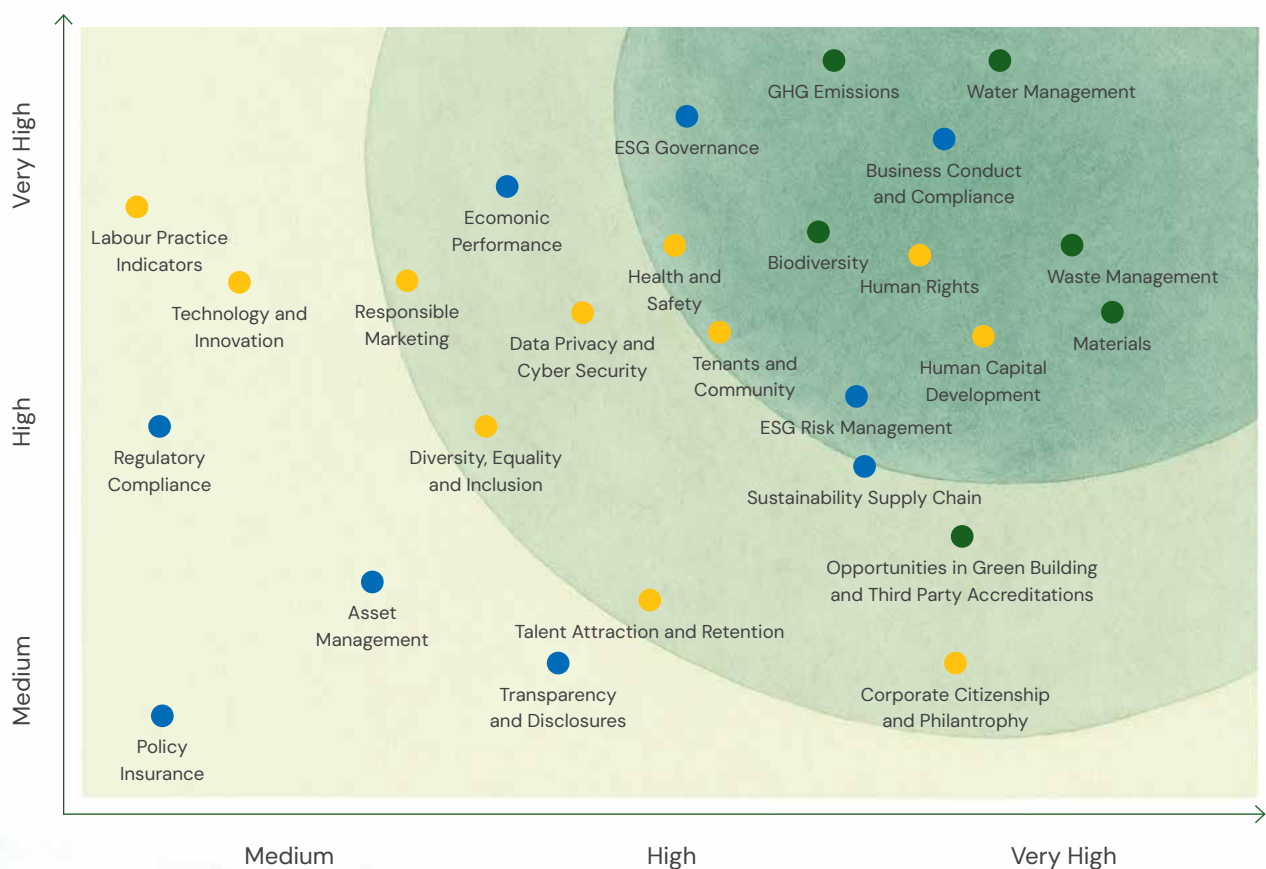 Very High
High
Medium
GHG Emissions
Water Management
ESG Governance
Business Conduct
and Compliance
Ecomonic
Performance
Labour Practice
Indicators
Biodiversity
Human Rights
Waste Management
Health and
Safety
Technology and
Innovation
Responsible
Marketing
Data Privacy and
Cyber Security
Tenants and
Community
Materials
Human Capital
Development
ESG Risk Management
Regulatory
Compliance
Diversity, Equality
and Inclusion
Sustainability Supply Chain
Opportunities in Green Building
and Third Party Accreditations
Asset
Management
Talent Attraction and Retention
Transparency
and Disclosures
Corporate Citizenship
and Philantrophy
Policy
Insurance
Medium
High
Very High